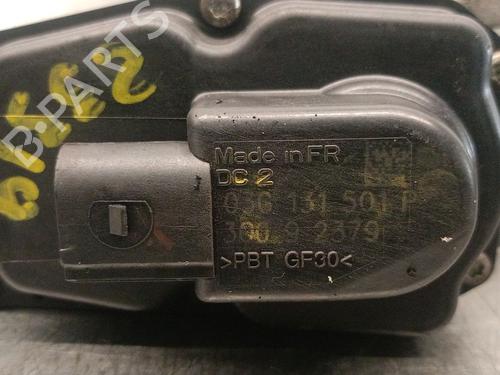 B-PARTS
Made in FR
DC 2
03G 131 501
300 9 2379
>PBT GF30<